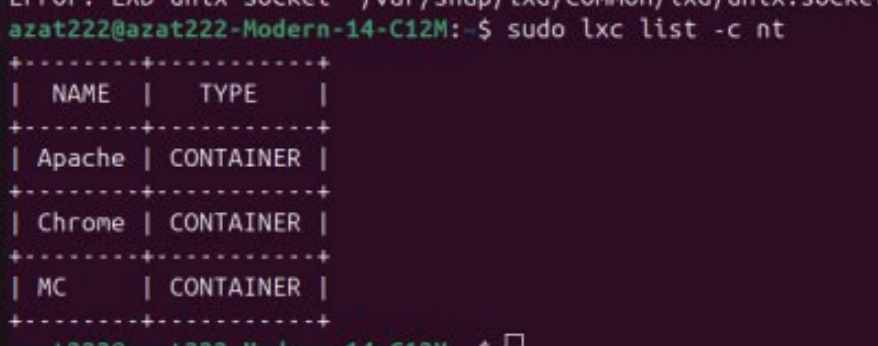 Error: LXD unix socket "/var/snap/lxd/common/lxd/unix.socket
azat222@azat222-Modern-14-C12M:~$ sudo lxc list -c nt
+--------+-----------+
|  NAME  |   TYPE    |
+--------+-----------+
| Apache | CONTAINER |
+--------+-----------+
| Chrome | CONTAINER |
+--------+-----------+
| MC     | CONTAINER |
+--------+-----------+
azat222@azat222-Modern-14-C12M:~$